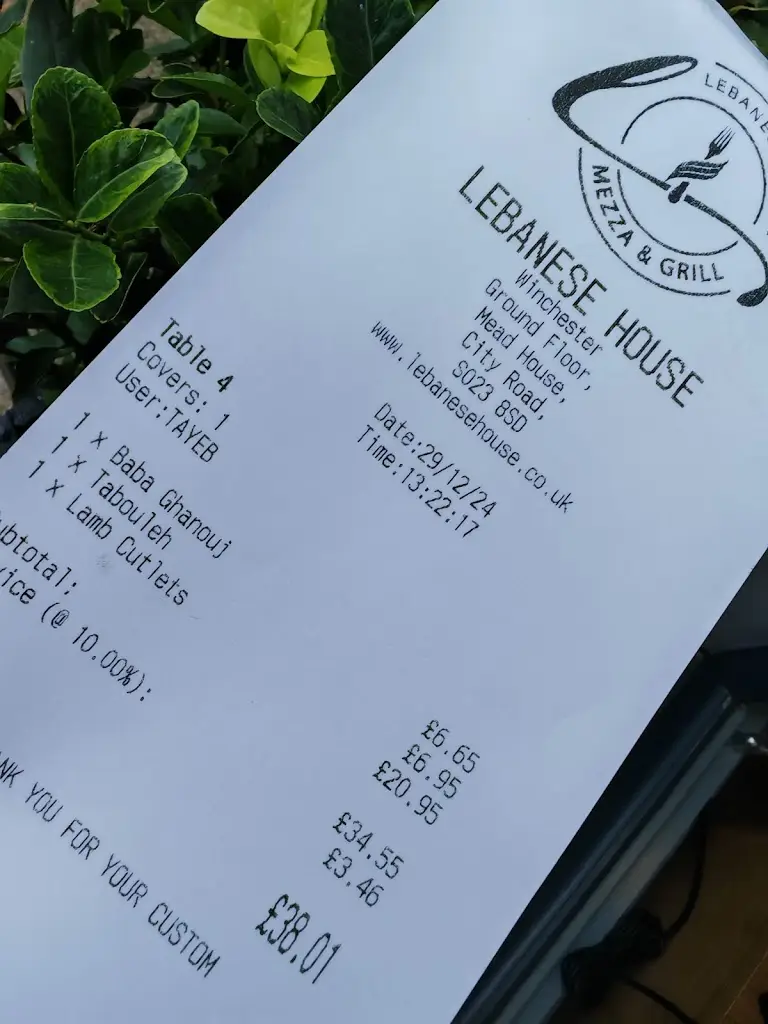 LEBANE
MEZZA & GRILL
LEBANESE HOUSE
Winchester
Ground Floor,
Mead House,
City Road,
SO23 8SD
www.lebanesehouse.co.uk
Table 4
Covers: 1
User:TAYEB
Date:29/12/24
Time:13:22:17
1 x Baba Ghanouj £6.65
1 x Tabouleh £6.95
1 x Lamb Cutlets £20.95
ubtotal: £34.55
ice (@ 10.00%): £3.46
£38.01
NK YOU FOR YOUR CUSTOM